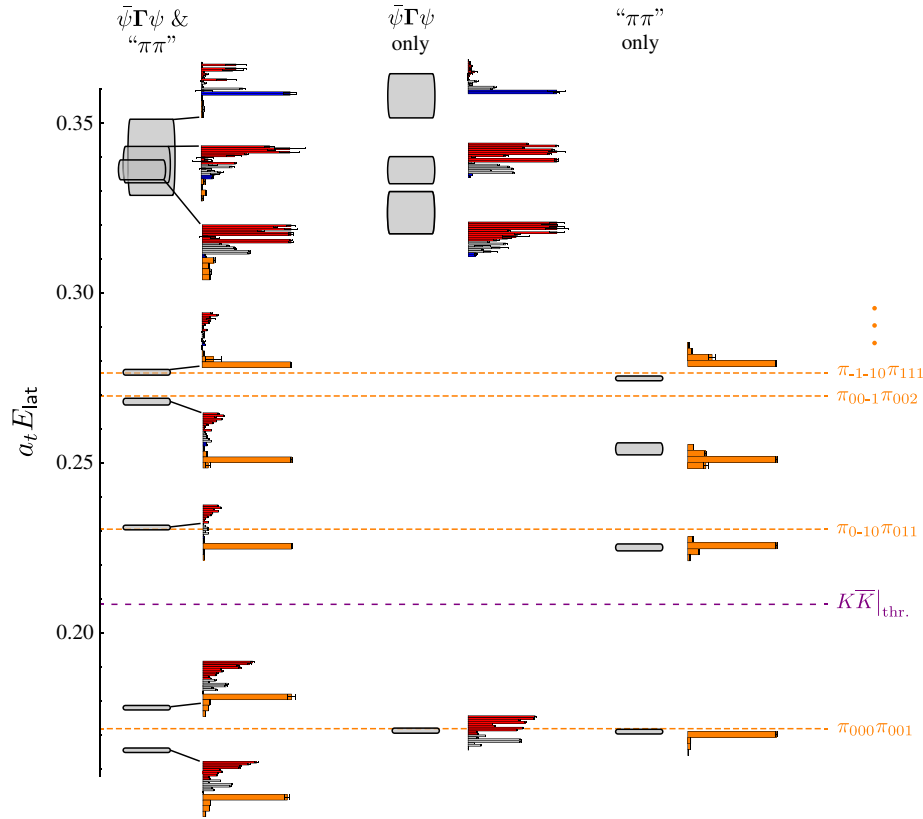 ψ̄Γψ & ψ̄Γψ “ππ”
“ππ” only only
0.35
0.30
π₋₁₋₁₀π₁₁₁
π₀₀₋₁π₀₀₂
a_t E_lat
0.25
π₀₋₁₀π₀₁₁
K K̅|thr.
0.20
π₀₀₀π₀₀₁